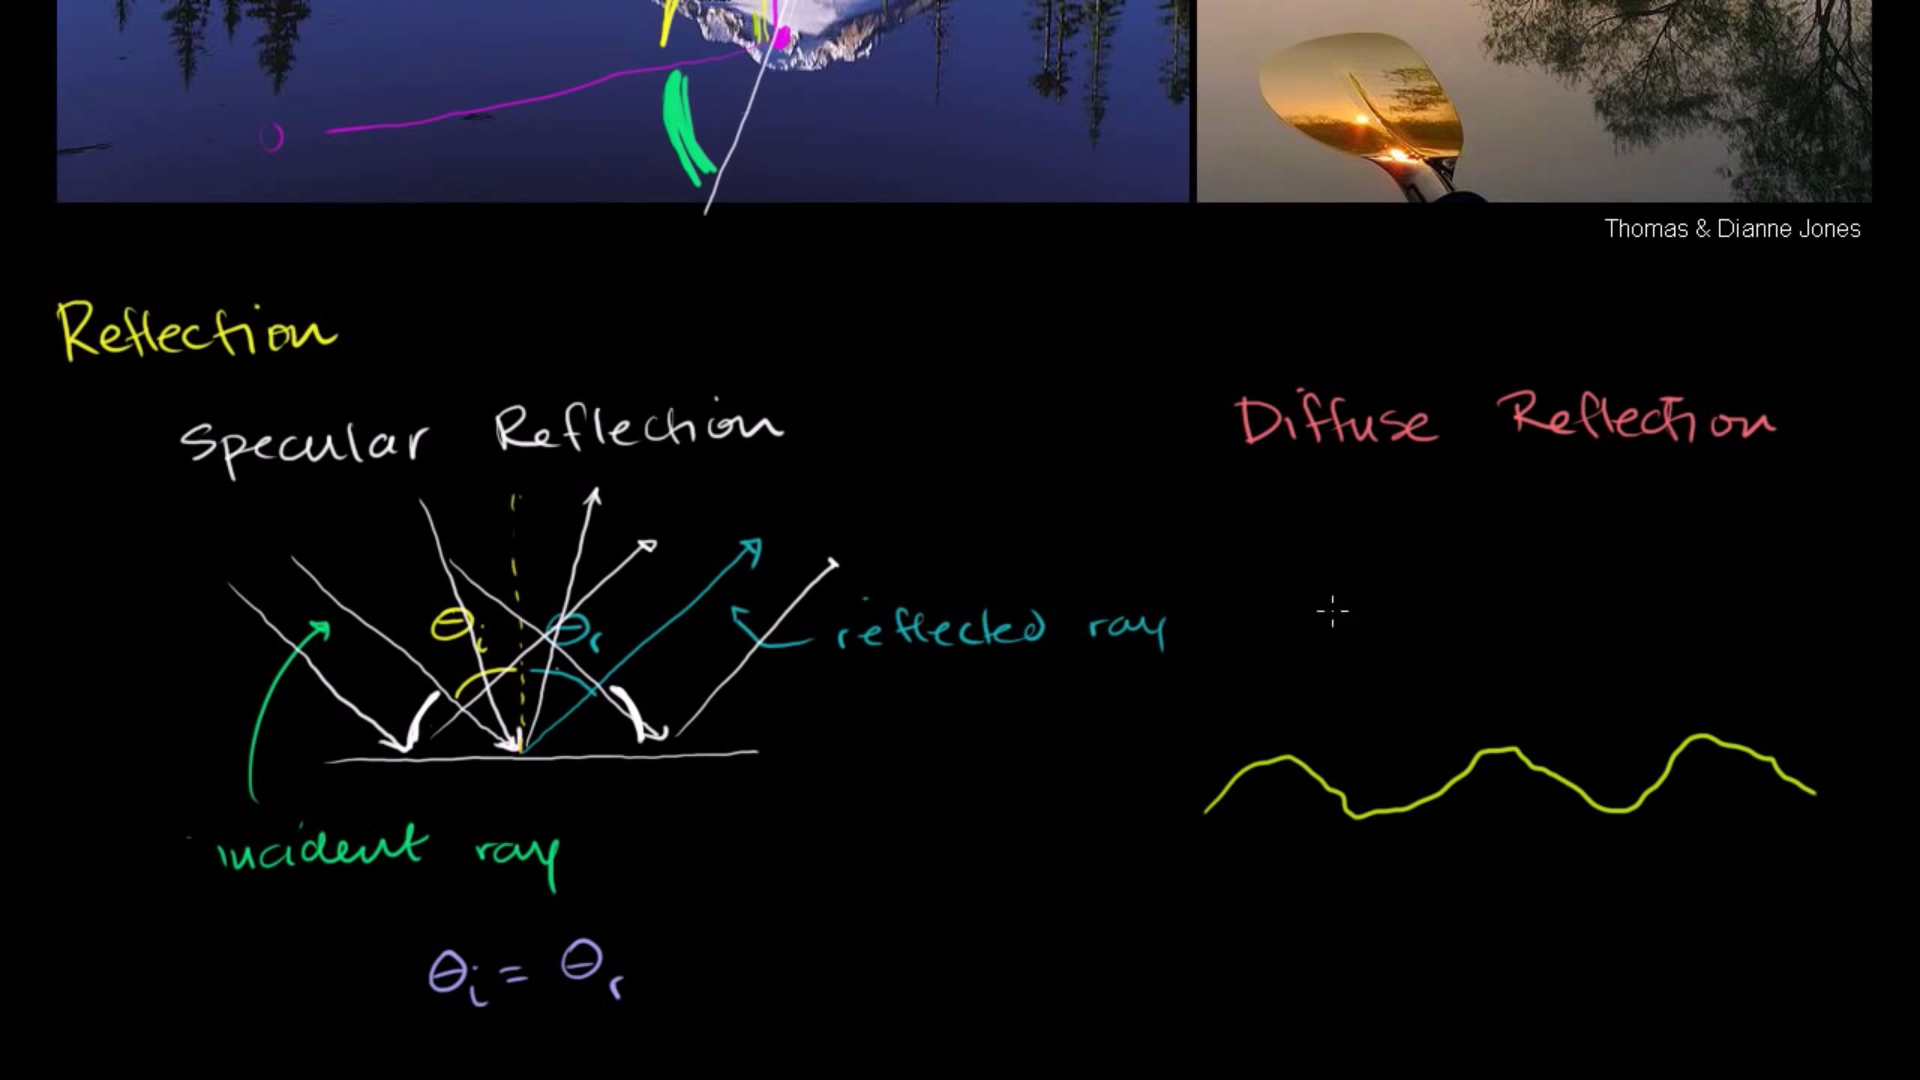 Thomas & Dianne Jones
Reflection
Specular Reflection
Diffuse Reflection
θi
θr
reflected ray
incident ray
θi = θr